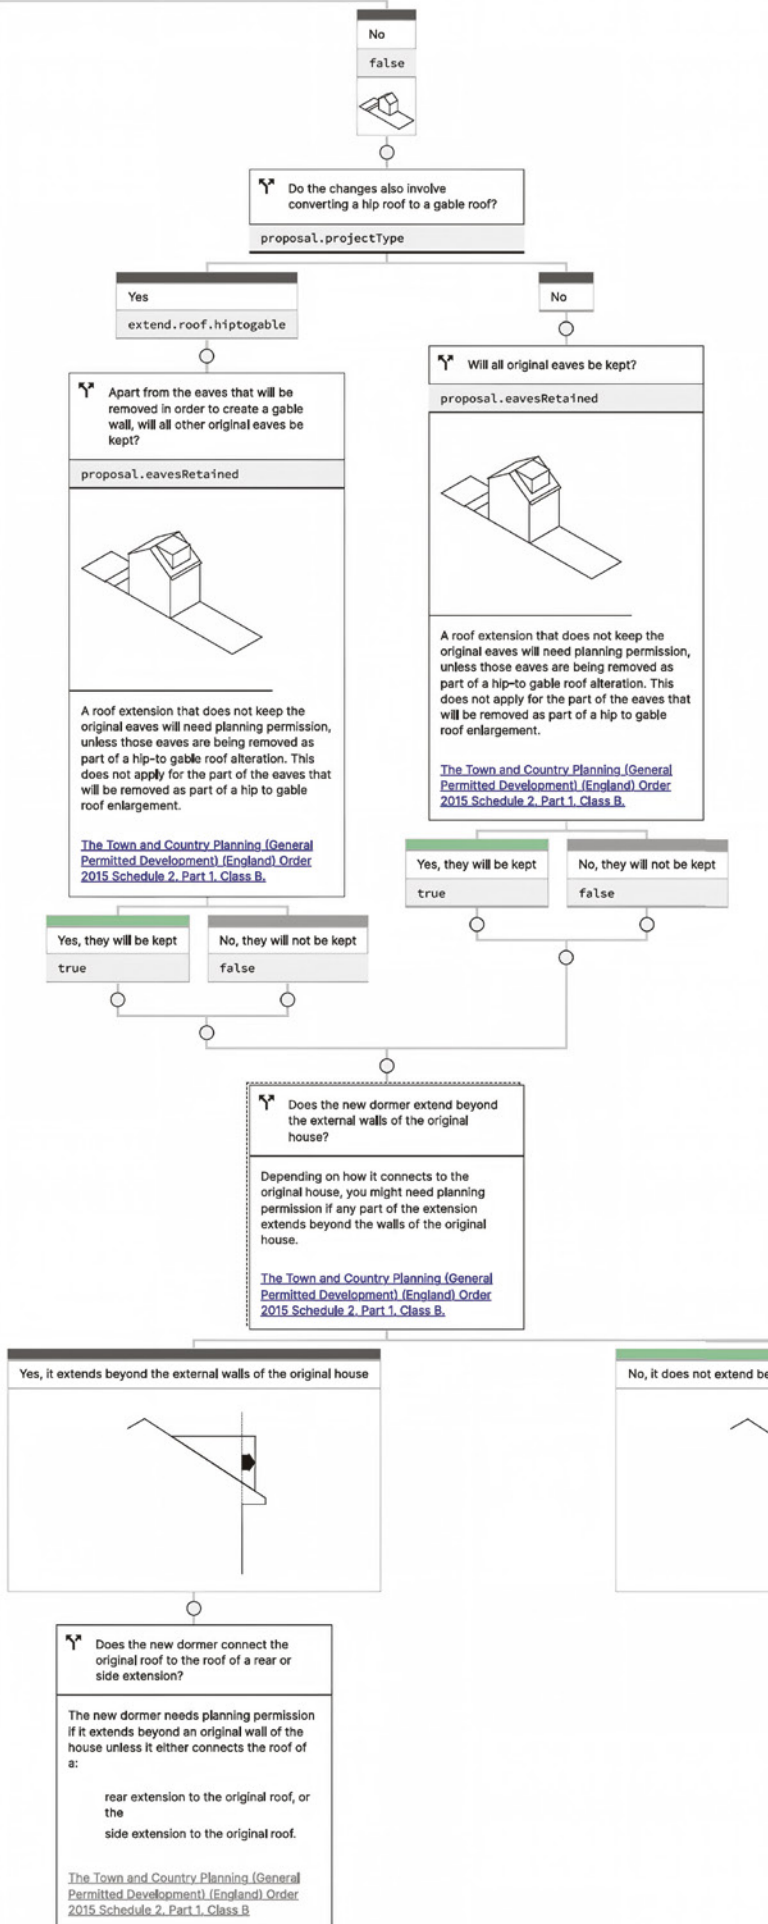 No
false
Do the changes also involve
converting a hip roof to a gable roof?
proposal.projectType
Yes
extend.roof.hiptogable
No
Apart from the eaves that will be
removed in order to create a gable
wall, will all other original eaves be
kept?
proposal.eavesRetained
A roof extension that does not keep the
original eaves will need planning permission,
unless those eaves are being removed as
part of a hip-to gable roof alteration. This
does not apply for the part of the eaves that
will be removed as part of a hip to gable
roof enlargement.
The Town and Country Planning (General
Permitted Development) (England) Order
2015 Schedule 2, Part 1, Class B.
Yes, they will be kept
true
No, they will not be kept
false
Will all original eaves be kept?
proposal.eavesRetained
A roof extension that does not keep the
original eaves will need planning permission,
unless those eaves are being removed as
part of a hip-to gable roof alteration. This
does not apply for the part of the eaves that
will be removed as part of a hip to gable
roof enlargement.
The Town and Country Planning (General
Permitted Development) (England) Order
2015 Schedule 2, Part 1, Class B.
Yes, they will be kept
true
No, they will not be kept
false
Does the new dormer extend beyond
the external walls of the original
house?
Depending on how it connects to the
original house, you might need planning
permission if any part of the extension
extends beyond the walls of the original
house.
The Town and Country Planning (General
Permitted Development) (England) Order
2015 Schedule 2, Part 1, Class B.
Yes, it extends beyond the external walls of the original house
No, it does not extend be
Does the new dormer connect the
original roof to the roof of a rear or
side extension?
The new dormer needs planning permission
if it extends beyond an original wall of the
house unless it either connects the roof of
a:
rear extension to the original roof, or
the
side extension to the original roof.
The Town and Country Planning (General
Permitted Development) (England) Order
2015 Schedule 2, Part 1, Class B